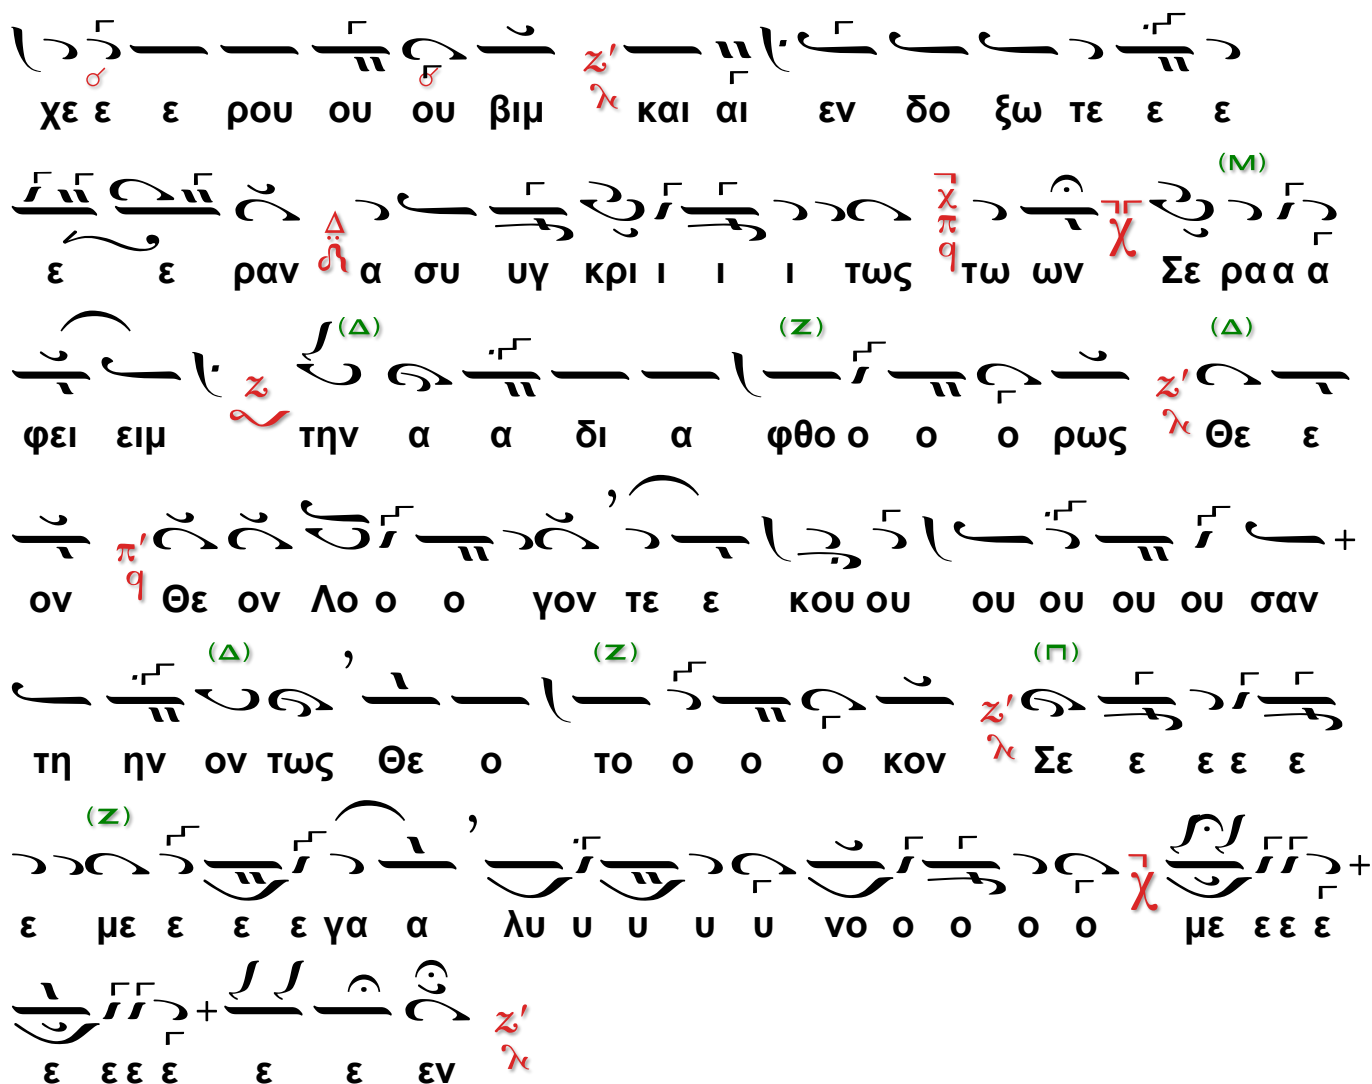 χε ε ε ρου ου ου βιμ και αι εν δο ξω τε ε ε
ε ε ραν α συ υγ κρι ι ι ι τως τω ων Σε ρα α α α
φει ειμ την α α δι α φθο ο ο ο ρως Θε ε
ον Θε ον Λο ο ο γον τε ε κου ου ου ου ου ου σαν
τη ην ον τως Θε ο το ο ο ο κον Σε ε ε ε ε
ε με ε ε ε γα α λυ υ υ υ υ νο ο ο ο ο με ε ε ε
ε ε ε ε ε ε εν